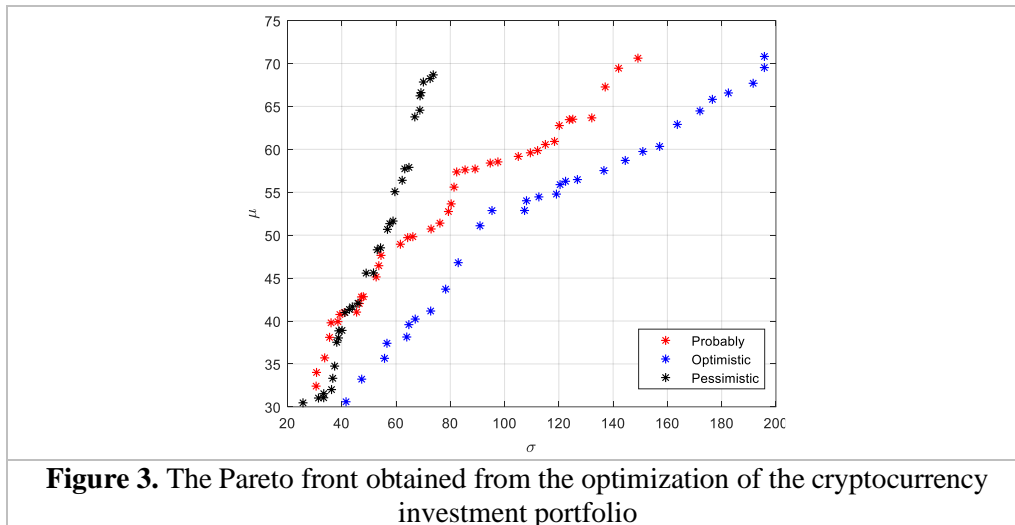 75
70
65
60
55
50
45
40
35
30
μ
20
40
60
80
100
120
140
160
180
200
σ
Probably
Optimistic
Pessimistic
Figure 3. The Pareto front obtained from the optimization of the cryptocurrency
investment portfolio